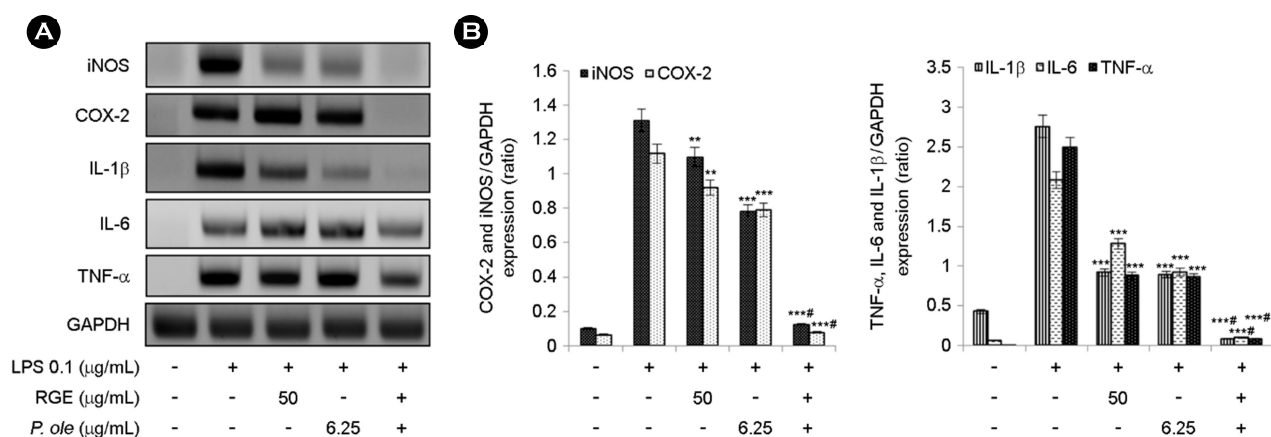 A
iNOS
COX-2
IL-1β
IL-6
TNF-α
GAPDH
LPS 0.1 (μg/mL) - + + + +
RGE (μg/mL) - - 50 - +
P. ole (μg/mL) - - - 6.25 +
B
COX-2 and iNOS/GAPDH
expression (ratio)
iNOS COX-2
1.6
1.4
1.2
1.0
0.8
0.6
0.4
0.2
0
**
**
***
***
***#
***#
- + + + +
- - 50 - +
- - - 6.25 +
TNF-α, IL-6 and IL-1β/GAPDH
expression (ratio)
IL-1β IL-6 TNF-α
3.5
3
2.5
2
1.5
1
0.5
0
***
***
***
***
***
***
***#
***#
***#
- + + + +
- - 50 - +
- - - 6.25 +